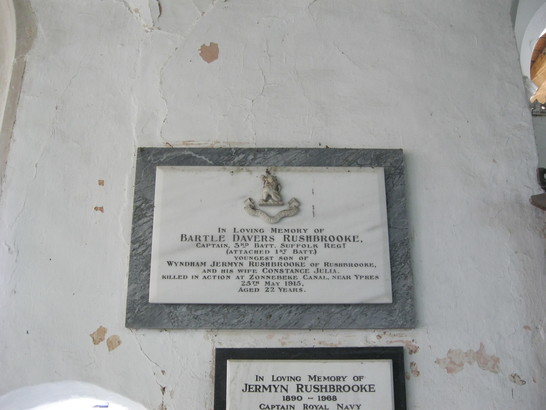 In Loving Memory of
Bartle Davers Rushbrooke,
Captain, 3RD Batt. Suffolk Regt
(attached 1ST Batt)
youngest son of
Wyndham Jermyn Rushbrooke of Rushbrooke,
and his wife Constance Julia,
killed in action at Zonnebeke Canal, near Ypres
25TH May 1915,
Aged 22 Years.
In Loving Memory of
Jermyn Rushbrooke
1890 – 1968
Captain Royal Navy